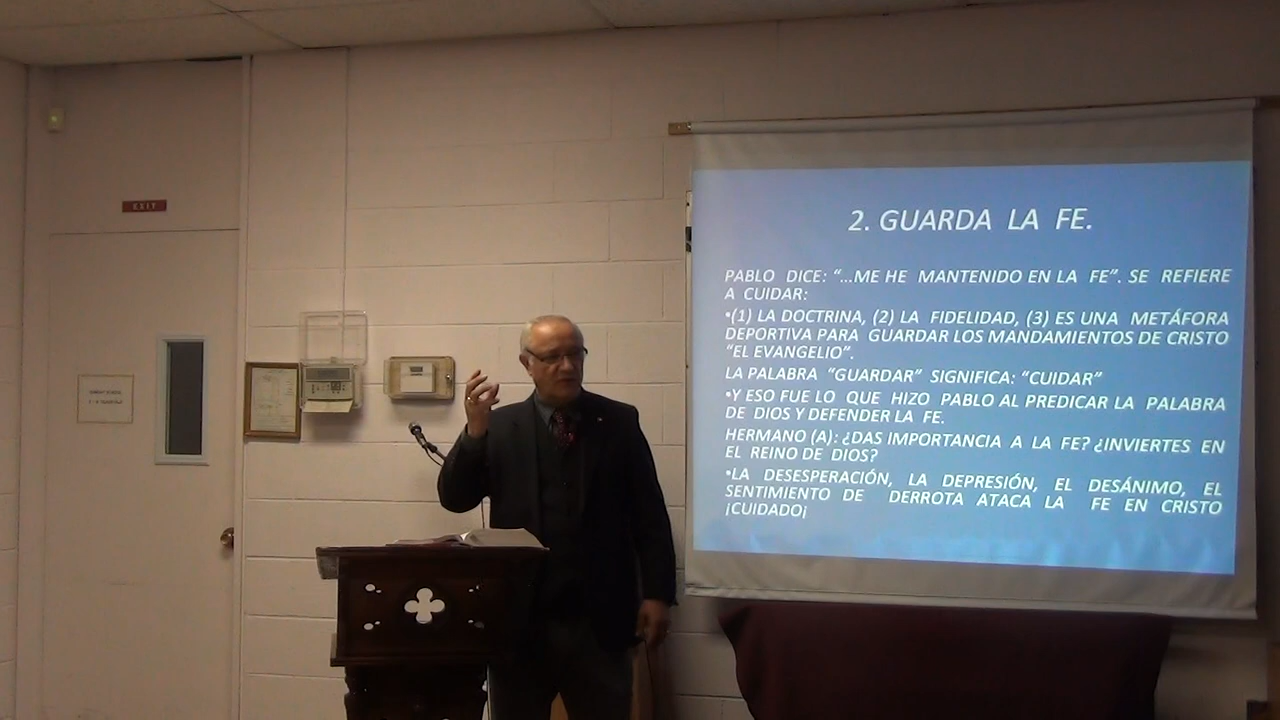 EXIT
2. GUARDA LA FE.
PABLO DICE: “...ME HE MANTENIDO EN LA FE”. SE REFIERE
A CUIDAR:
•(1) LA DOCTRINA, (2) LA FIDELIDAD, (3) ES UNA METÁFORA
DEPORTIVA PARA GUARDAR LOS MANDAMIENTOS DE CRISTO
“EL EVANGELIO”.
LA PALABRA “GUARDAR” SIGNIFICA: “CUIDAR”
•Y ESO FUE LO QUE HIZO PABLO AL PREDICAR LA PALABRA
DE DIOS Y DEFENDER LA FE.
HERMANO (A): ¿DAS IMPORTANCIA A LA FE? ¿INVIERTES EN
EL REINO DE DIOS?
•LA DESESPERACIÓN, LA DEPRESIÓN, EL DESÁNIMO, EL
SENTIMIENTO DE DERROTA ATACA LA FE EN CRISTO
¡CUIDADO¡